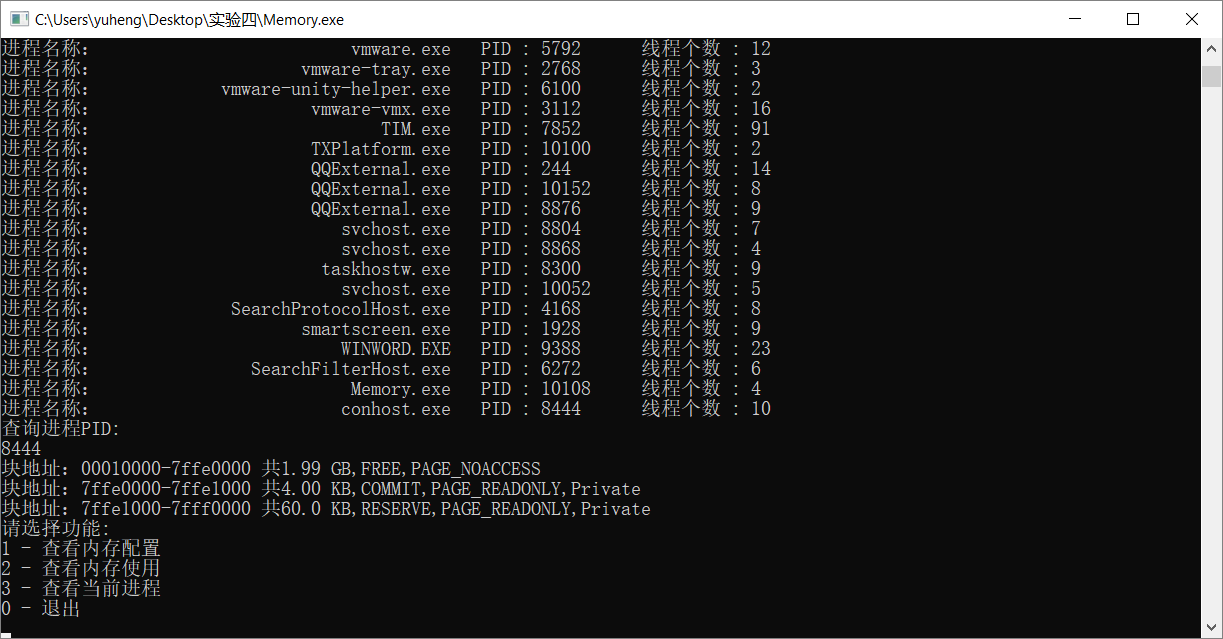 C:\Users\yuheng\Desktop\实验四\Memory.exe
进程名称: vmware.exe PID : 5792 线程个数 : 12
进程名称: vmware-tray.exe PID : 2768 线程个数 : 3
进程名称: vmware-unity-helper.exe PID : 6100 线程个数 : 2
进程名称: vmware-vmx.exe PID : 3112 线程个数 : 16
进程名称: TIM.exe PID : 7852 线程个数 : 91
进程名称: TXPlatform.exe PID : 10100 线程个数 : 2
进程名称: QQExternal.exe PID : 244 线程个数 : 14
进程名称: QQExternal.exe PID : 10152 线程个数 : 8
进程名称: QQExternal.exe PID : 8876 线程个数 : 9
进程名称: svchost.exe PID : 8804 线程个数 : 7
进程名称: svchost.exe PID : 8868 线程个数 : 4
进程名称: taskhostw.exe PID : 8300 线程个数 : 9
进程名称: svchost.exe PID : 10052 线程个数 : 5
进程名称: SearchProtocolHost.exe PID : 4168 线程个数 : 8
进程名称: smartscreen.exe PID : 1928 线程个数 : 9
进程名称: WINWORD.EXE PID : 9388 线程个数 : 23
进程名称: SearchFilterHost.exe PID : 6272 线程个数 : 6
进程名称: Memory.exe PID : 10108 线程个数 : 4
进程名称: conhost.exe PID : 8444 线程个数 : 10
查询进程PID:
8444
块地址: 00010000-7ffe0000 共1.99 GB,FREE,PAGE_NOACCESS
块地址: 7ffe0000-7ffe1000 共4.00 KB,COMMIT,PAGE_READONLY,Private
块地址: 7ffe1000-7fff0000 共60.0 KB,RESERVE,PAGE_READONLY,Private
请选择功能:
1 - 查看内存配置
2 - 查看内存使用
3 - 查看当前进程
0 - 退出